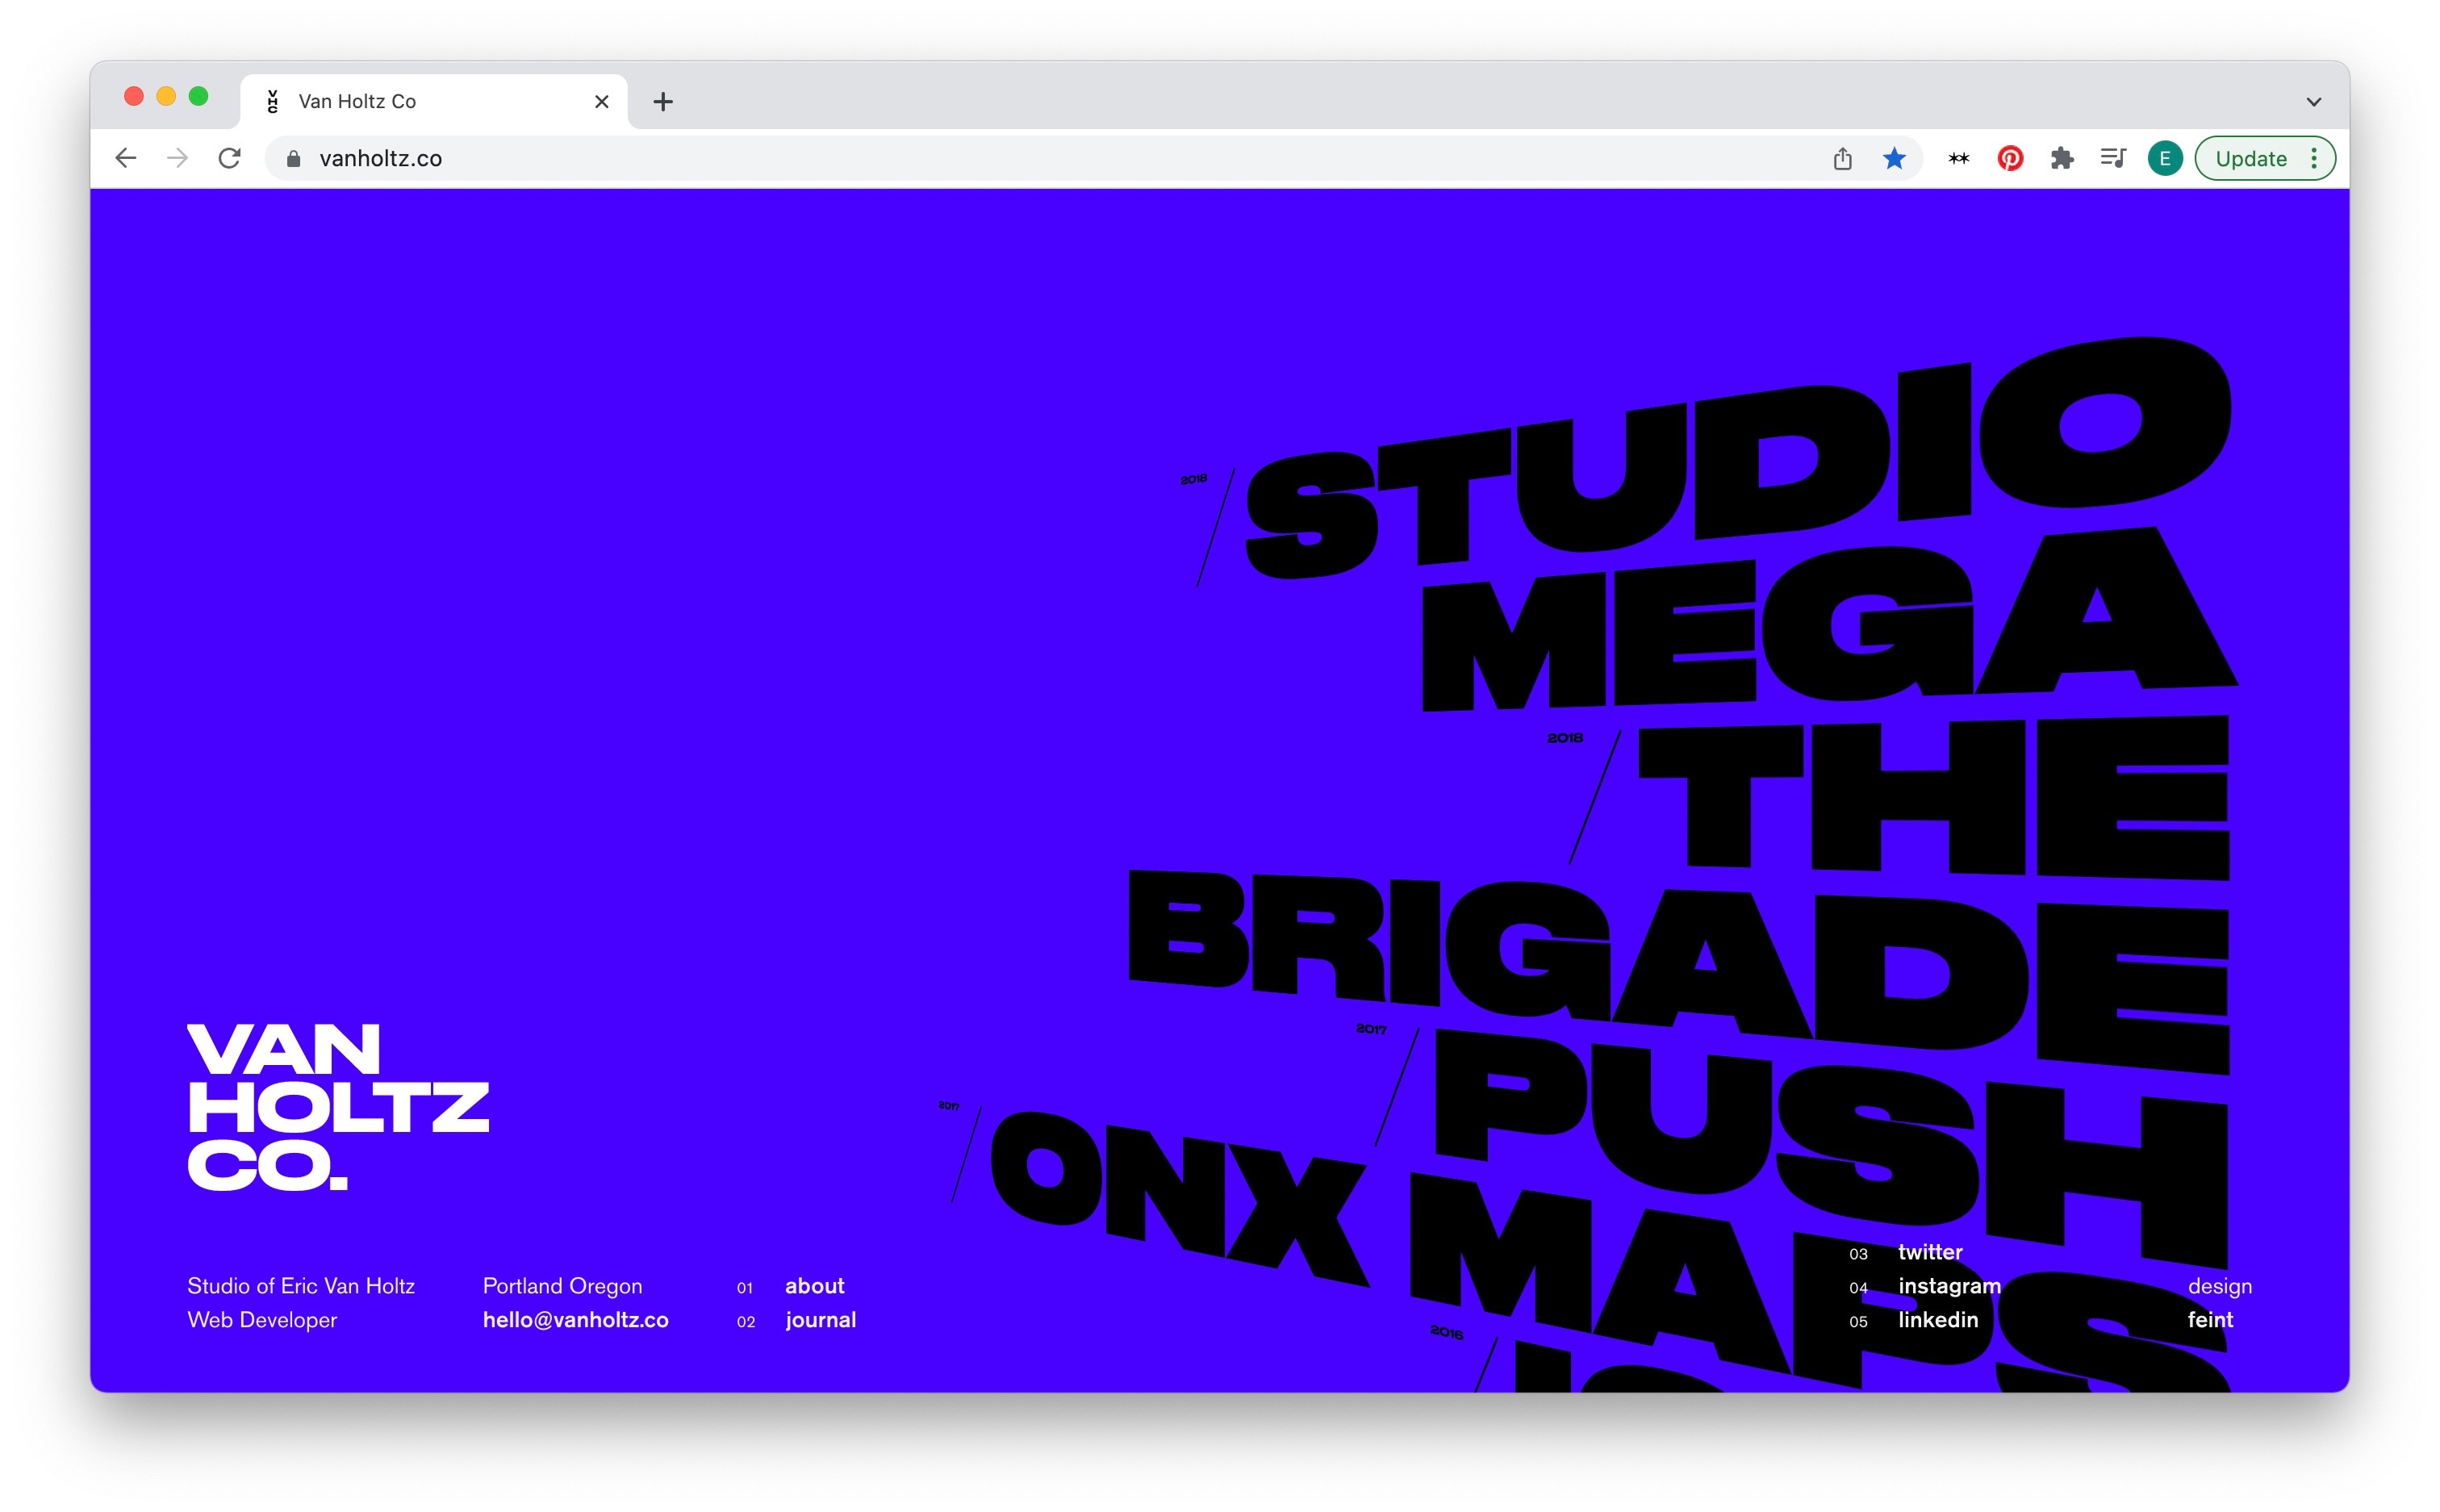 VHC Van Holtz Co
vanholtz.co
E Update
2018 STUDIO
MEGA
2018 THE
BRIGADE
2017 PUSH
2017 ONX MAPS
2016
VAN
HOLTZ
CO.
Studio of Eric Van Holtz
Web Developer
Portland Oregon
hello@vanholtz.co
01 about
02 journal
03 twitter
04 instagram
05 linkedin
design
feint